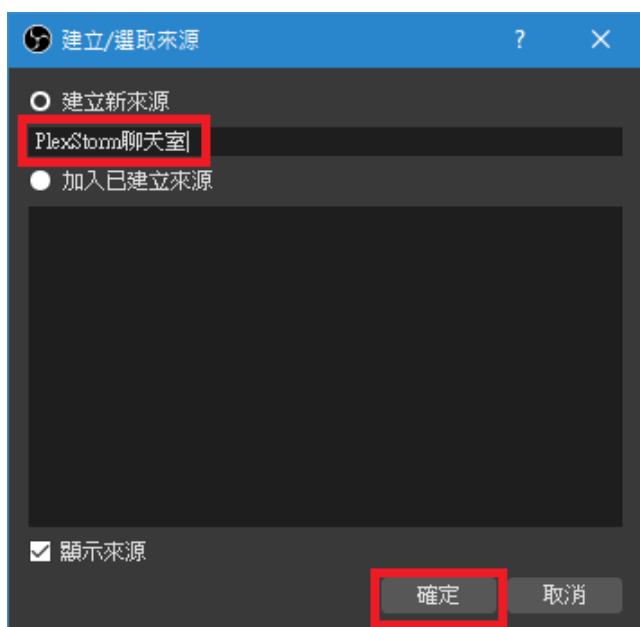 建立/選取來源
?
×
建立新來源
PlexStorm聊天室
加入已建立來源
顯示來源
確定
取消